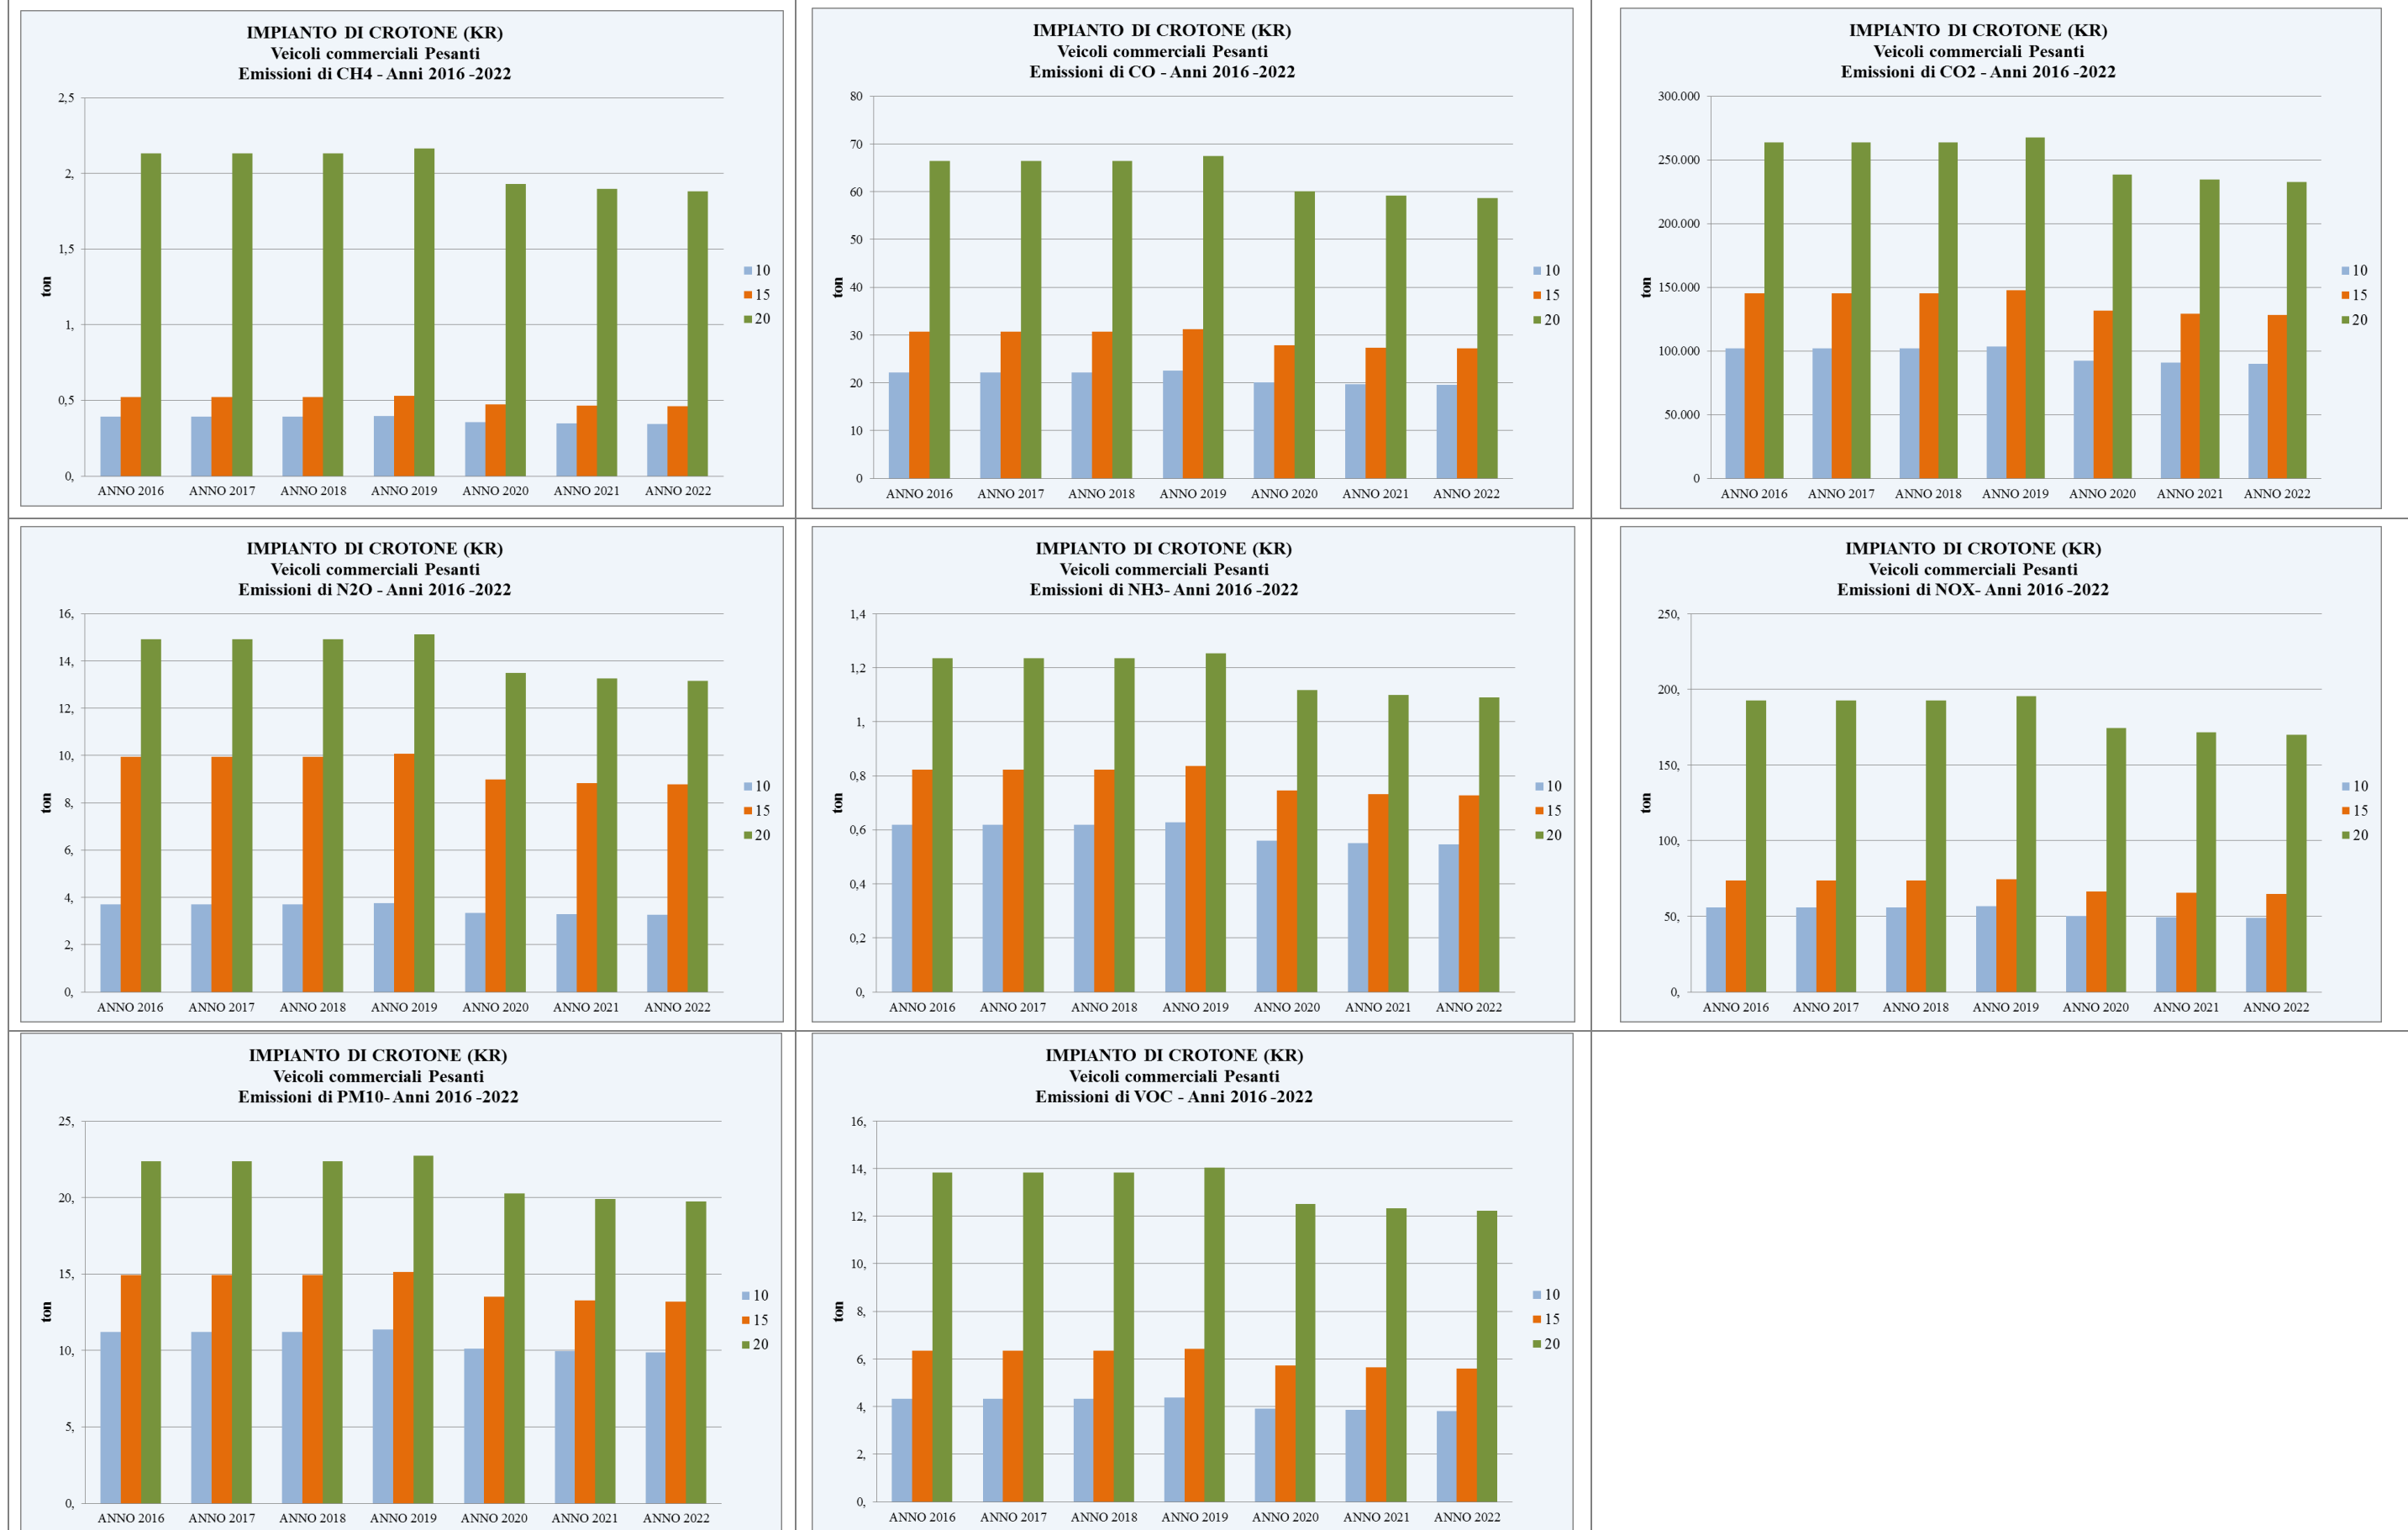 IMPIANTO DI CROTONE (KR)
Veicoli commerciali Pesanti
Emissioni di CH4 - Anni 2016 -2022
2,5
2,
1,5
1,
0,5
0,
ton
ANNO 2016 ANNO 2017 ANNO 2018 ANNO 2019 ANNO 2020 ANNO 2021 ANNO 2022
10
15
20
IMPIANTO DI CROTONE (KR)
Veicoli commerciali Pesanti
Emissioni di CO - Anni 2016 -2022
80
70
60
50
40
30
20
10
0
ton
ANNO 2016 ANNO 2017 ANNO 2018 ANNO 2019 ANNO 2020 ANNO 2021 ANNO 2022
10
15
20
IMPIANTO DI CROTONE (KR)
Veicoli commerciali Pesanti
Emissioni di CO2 - Anni 2016 -2022
300.000
250.000
200.000
150.000
100.000
50.000
0
ton
ANNO 2016 ANNO 2017 ANNO 2018 ANNO 2019 ANNO 2020 ANNO 2021 ANNO 2022
10
15
20
IMPIANTO DI CROTONE (KR)
Veicoli commerciali Pesanti
Emissioni di N2O - Anni 2016 -2022
16,
14,
12,
10,
8,
6,
4,
2,
0,
ton
ANNO 2016 ANNO 2017 ANNO 2018 ANNO 2019 ANNO 2020 ANNO 2021 ANNO 2022
10
15
20
IMPIANTO DI CROTONE (KR)
Veicoli commerciali Pesanti
Emissioni di NH3- Anni 2016 -2022
1,4
1,2
1,
0,8
0,6
0,4
0,2
0,
ton
ANNO 2016 ANNO 2017 ANNO 2018 ANNO 2019 ANNO 2020 ANNO 2021 ANNO 2022
10
15
20
IMPIANTO DI CROTONE (KR)
Veicoli commerciali Pesanti
Emissioni di NOX- Anni 2016 -2022
250,
200,
150,
100,
50,
0,
ton
ANNO 2016 ANNO 2017 ANNO 2018 ANNO 2019 ANNO 2020 ANNO 2021 ANNO 2022
10
15
20
IMPIANTO DI CROTONE (KR)
Veicoli commerciali Pesanti
Emissioni di PM10- Anni 2016 -2022
25,
20,
15,
10,
5,
0,
ton
ANNO 2016 ANNO 2017 ANNO 2018 ANNO 2019 ANNO 2020 ANNO 2021 ANNO 2022
10
15
20
IMPIANTO DI CROTONE (KR)
Veicoli commerciali Pesanti
Emissioni di VOC - Anni 2016 -2022
16,
14,
12,
10,
8,
6,
4,
2,
0,
ton
ANNO 2016 ANNO 2017 ANNO 2018 ANNO 2019 ANNO 2020 ANNO 2021 ANNO 2022
10
15
20